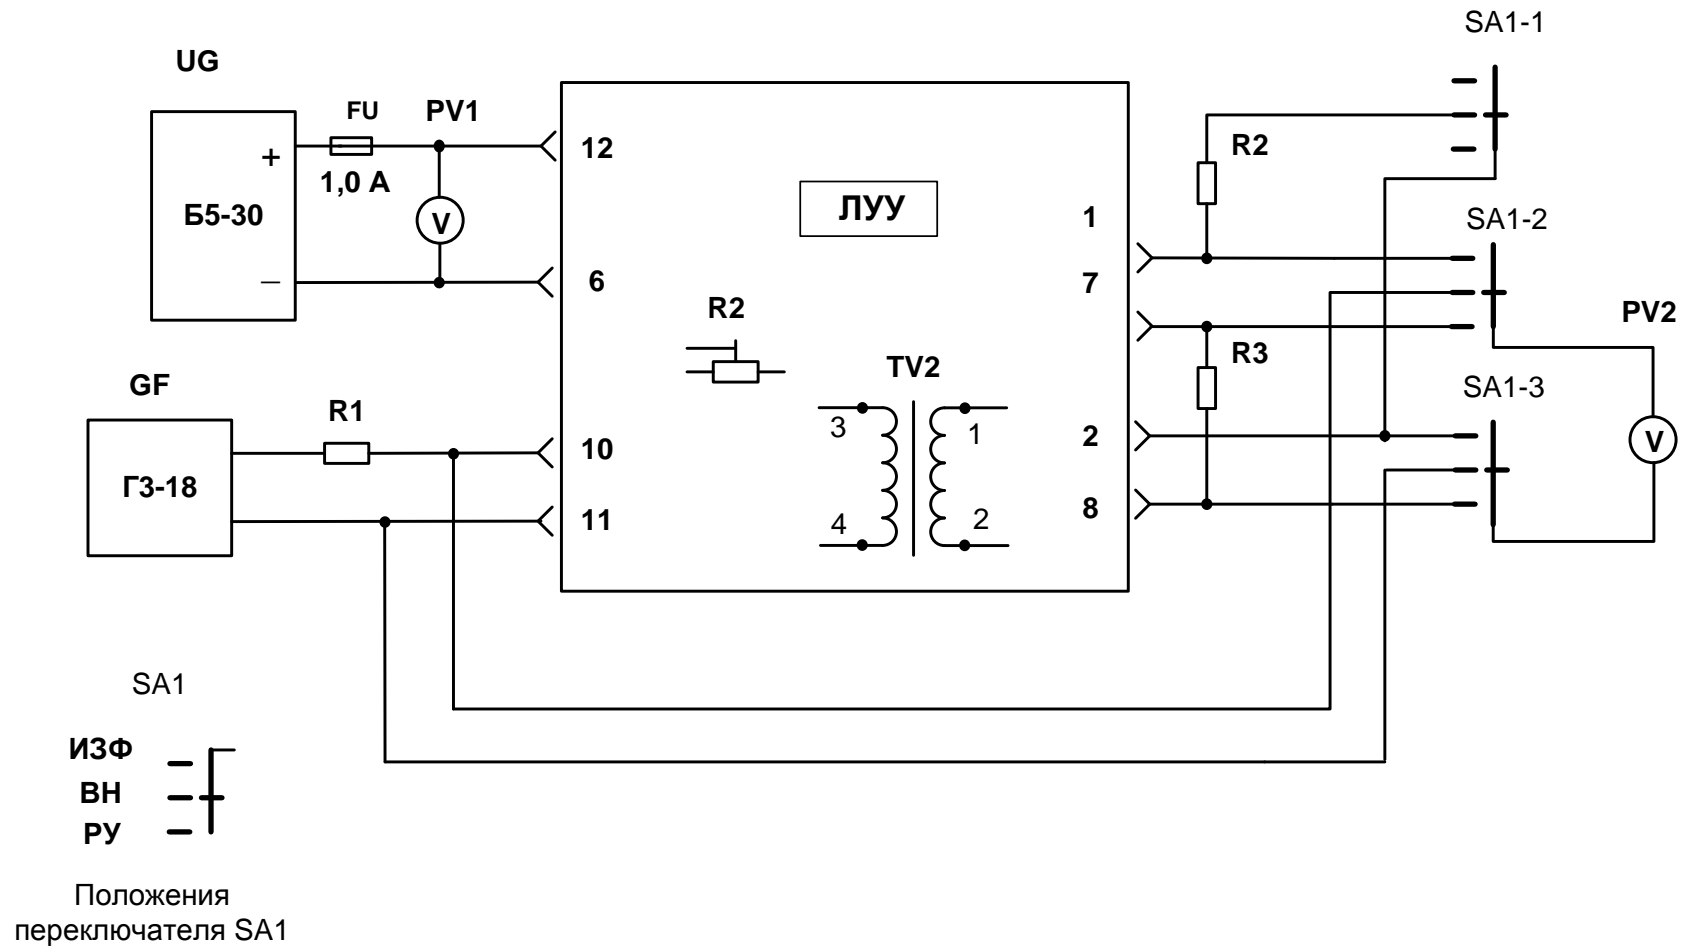 SA1-1
UG
FU
PV1
12
R2
+
1,0 А
Б5-30
V
ЛУУ
1
SA1-2
–
6
7
R2
PV2
R3
TV2
GF
SA1-3
R1
3
1
2
V
10
Г3-18
11
4
2
8
SA1
ИЗФ
ВН
РУ
Положения
переключателя SA1